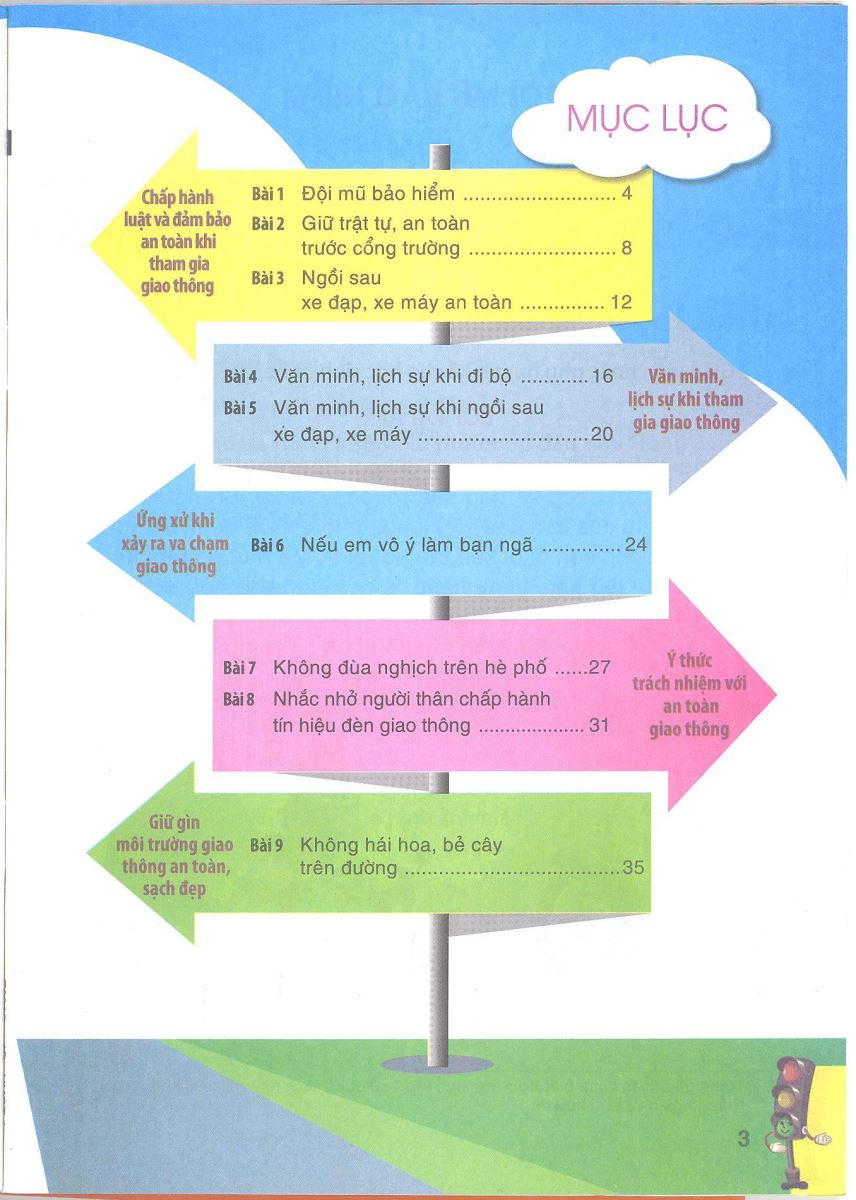 MỤC LỤC
Chấp hành
luật và đảm bảo
an toàn khi
tham gia
giao thông
Bài 1 Đội mũ bảo hiểm ............................ 4
Bài 2 Giữ trật tự, an toàn
trước cổng trường ........................... 8
Bài 3 Ngồi sau
xe đạp, xe máy an toàn ................ 12
Bài 4 Văn minh, lịch sự khi đi bộ ............ 16
Bài 5 Văn minh, lịch sự khi ngồi sau
xe đạp, xe máy ............................... 20
Văn minh,
lịch sự khi tham
gia giao thông
Ứng xử khi
xảy ra va chạm
giao thông
Bài 6 Nếu em vô ý làm bạn ngã .............. 24
Bài 7 Không đùa nghịch trên hè phố ...... 27
Bài 8 Nhắc nhở người thân chấp hành
tín hiệu đèn giao thông .................... 31
Ý thức
trách nhiệm với
an toàn
giao thông
Giữ gìn
môi trường giao
thông an toàn,
sạch đẹp
Bài 9 Không hái hoa, bẻ cây
trên đường ....................................... 35
3